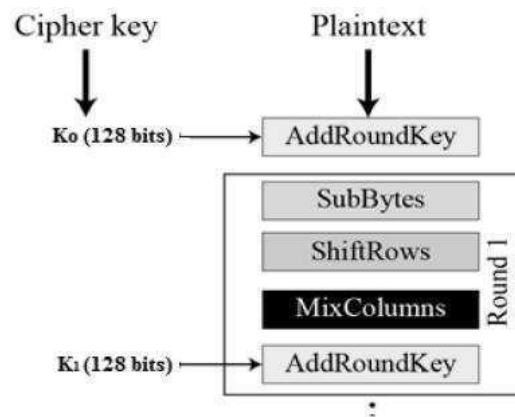 Cipher key
Plaintext
K0 (128 bits)
AddRoundKey
SubBytes
ShiftRows
MixColumns
Round 1
K1 (128 bits)
AddRoundKey